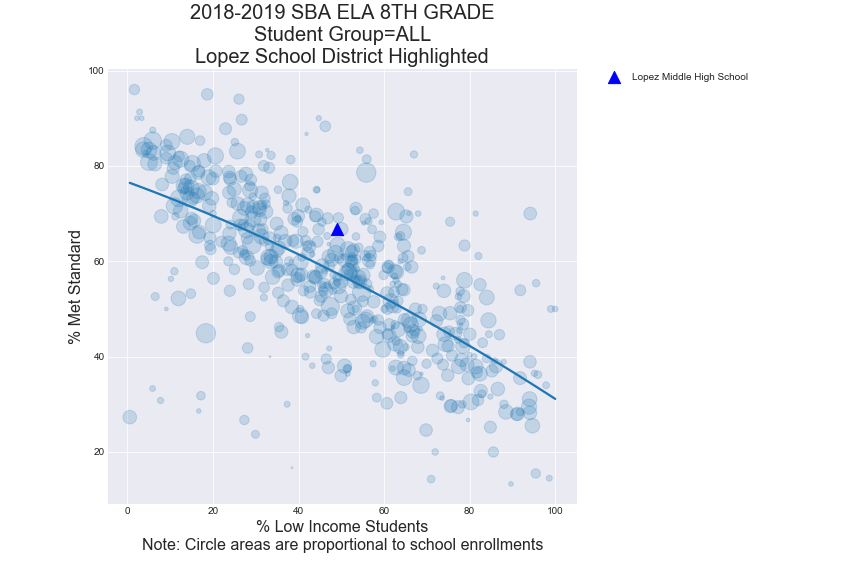 2018-2019 SBA ELA 8TH GRADE
Student Group=ALL
Lopez School District Highlighted
Lopez Middle High School
100
80
60
40
20
% Met Standard
0 20 40 60 80 100
% Low Income Students
Note: Circle areas are proportional to school enrollments